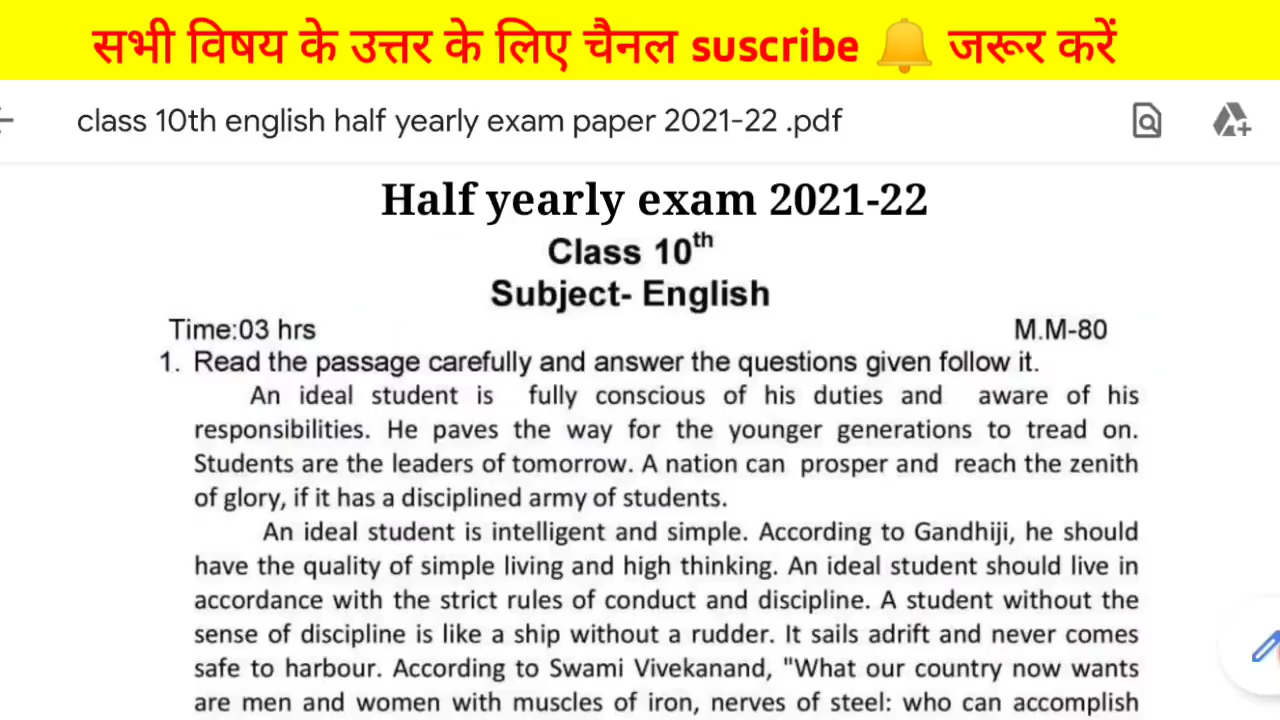 सभी विषय के उत्तर के लिए चैनल suscribe 🔔 जरूर करें
class 10th english half yearly exam paper 2021-22 .pdf
Half yearly exam 2021-22
Class 10th
Subject- English
Time:03 hrs M.M-80
1. Read the passage carefully and answer the questions given follow it.
An ideal student is fully conscious of his duties and aware of his
responsibilities. He paves the way for the younger generations to tread on.
Students are the leaders of tomorrow. A nation can prosper and reach the zenith
of glory, if it has a disciplined army of students.
An ideal student is intelligent and simple. According to Gandhiji, he should
have the quality of simple living and high thinking. An ideal student should live in
accordance with the strict rules of conduct and discipline. A student without the
sense of discipline is like a ship without a rudder. It sails adrift and never comes
safe to harbour. According to Swami Vivekanand, "What our country now wants
are men and women with muscles of iron, nerves of steel: who can accomplish